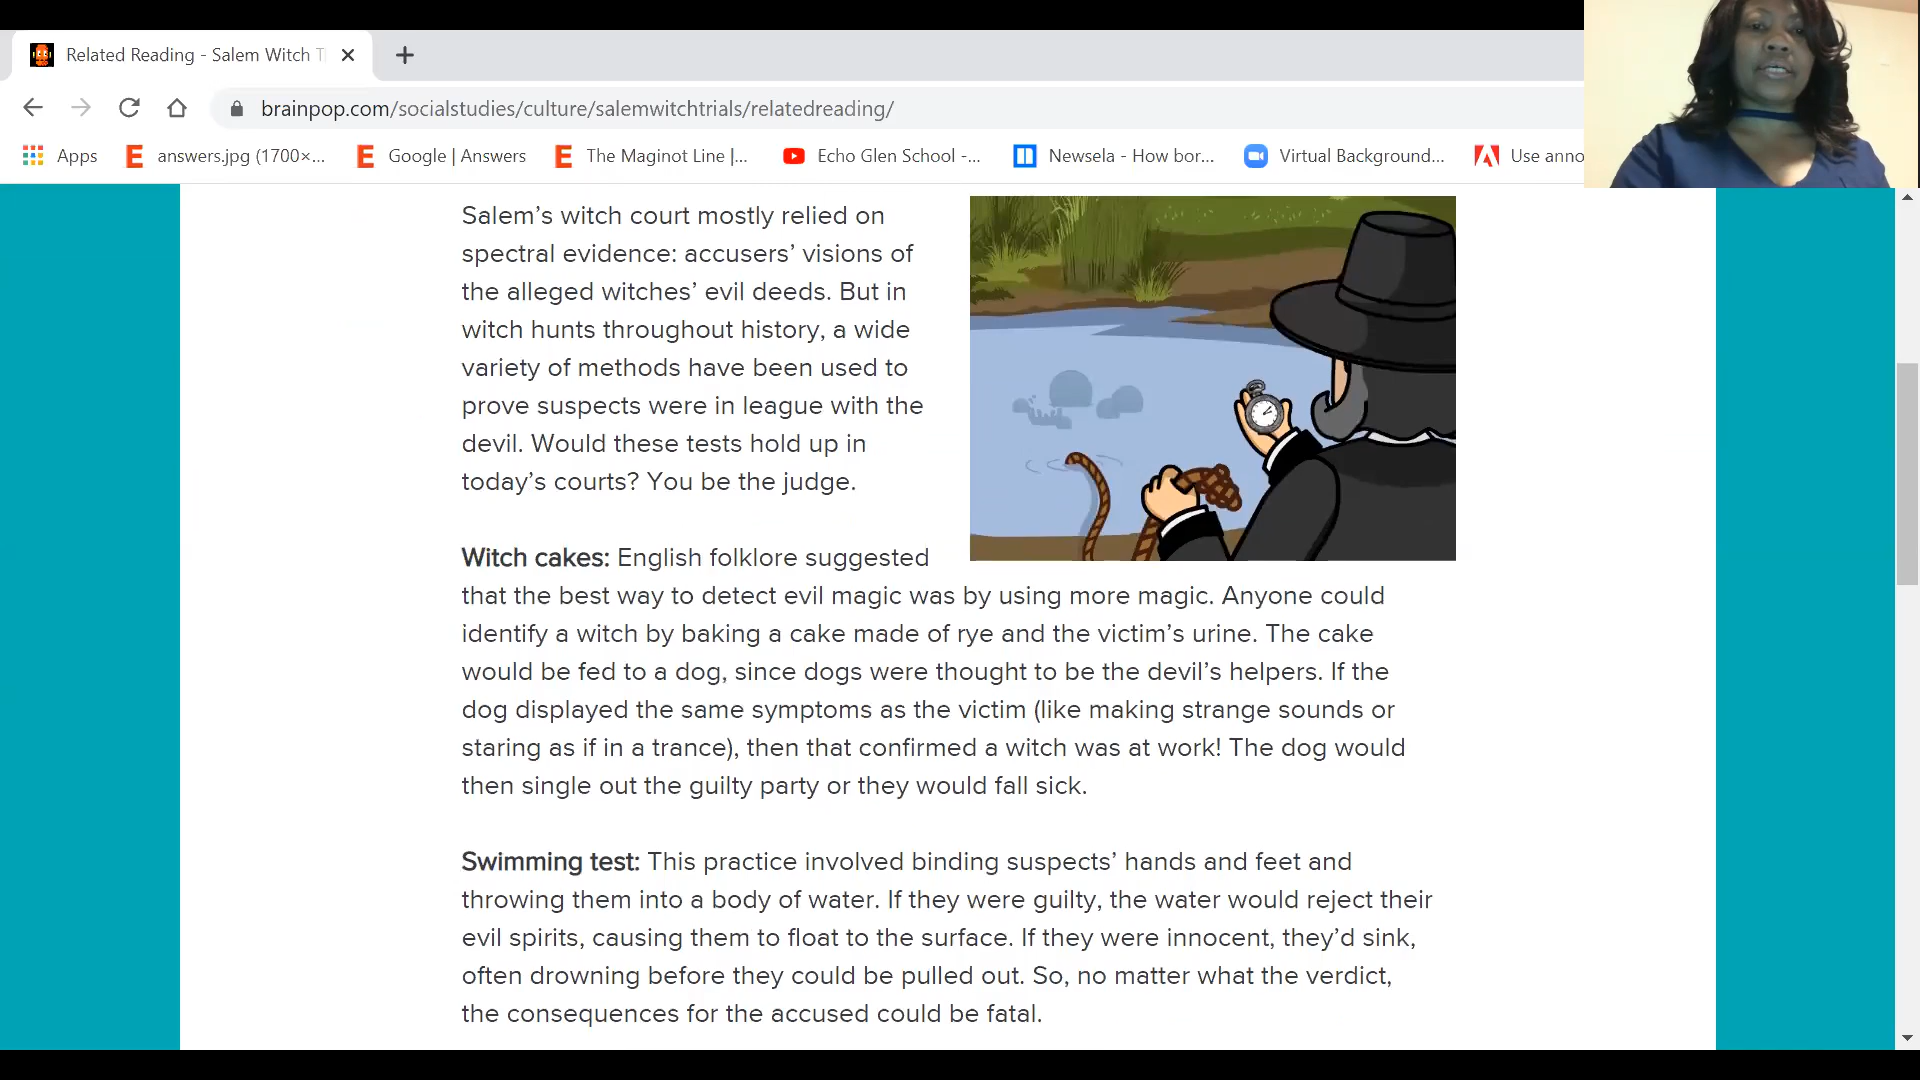 Related Reading - Salem Witch T
brainpop.com/socialstudies/culture/salemwitchtrials/relatedreading/
Apps
answers.jpg (1700×...
Google | Answers
The Maginot Line |...
Echo Glen School -...
Newsela - How bor...
Virtual Background...
Use anno
Salem’s witch court mostly relied on
spectral evidence: accusers’ visions of
the alleged witches’ evil deeds. But in
witch hunts throughout history, a wide
variety of methods have been used to
prove suspects were in league with the
devil. Would these tests hold up in
today’s courts? You be the judge.
Witch cakes: English folklore suggested
that the best way to detect evil magic was by using more magic. Anyone could
identify a witch by baking a cake made of rye and the victim’s urine. The cake
would be fed to a dog, since dogs were thought to be the devil’s helpers. If the
dog displayed the same symptoms as the victim (like making strange sounds or
staring as if in a trance), then that confirmed a witch was at work! The dog would
then single out the guilty party or they would fall sick.
Swimming test: This practice involved binding suspects’ hands and feet and
throwing them into a body of water. If they were guilty, the water would reject their
evil spirits, causing them to float to the surface. If they were innocent, they’d sink,
often drowning before they could be pulled out. So, no matter what the verdict,
the consequences for the accused could be fatal.